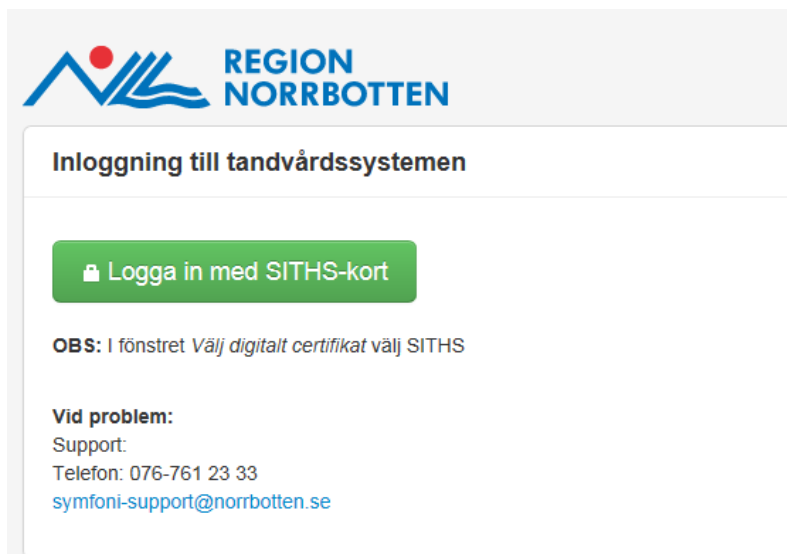 REGION
NORRBOTTEN
Inloggning till tandvårdssystemen
Logga in med SITHS-kort
OBS: I fönstret Välj digitalt certifikat välj SITHS
Vid problem:
Support:
Telefon: 076-761 23 33
symfoni-support@norrbotten.se